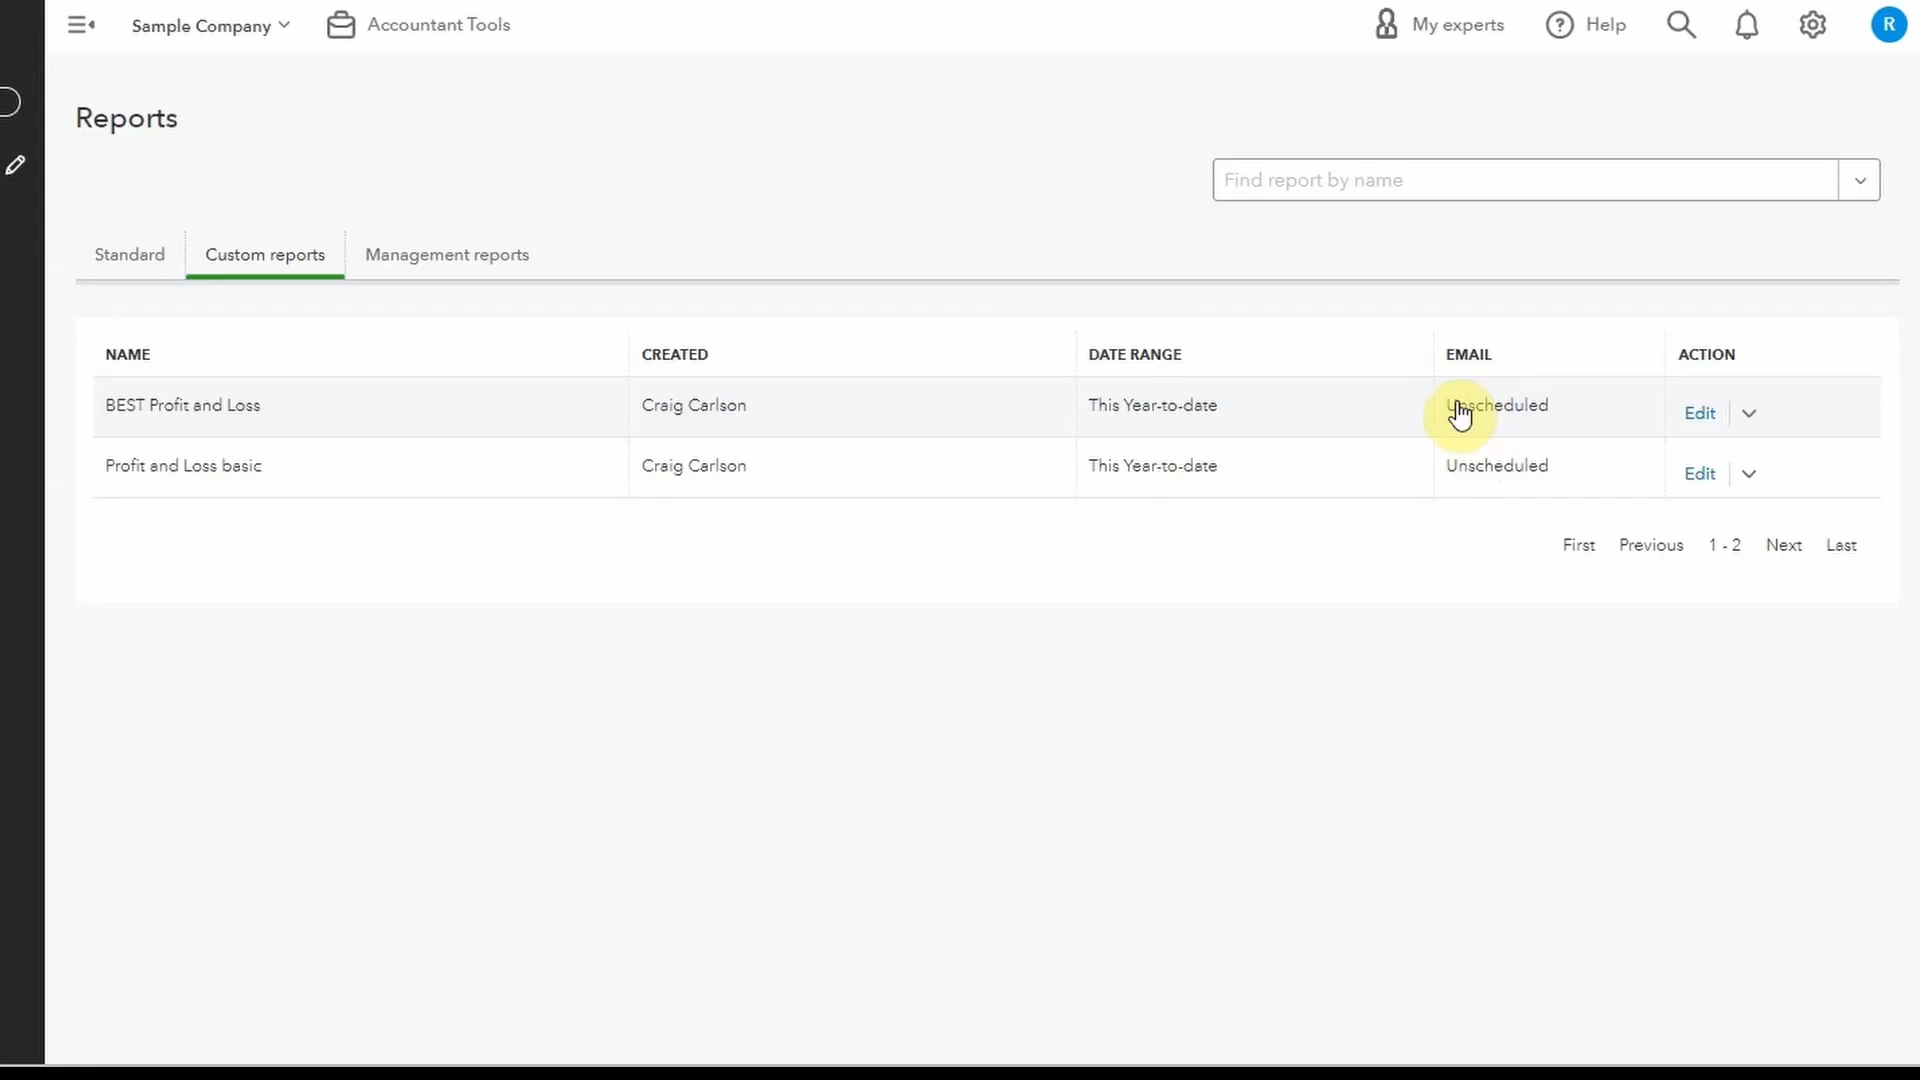 Sample Company Accountant Tools My experts Help R
Reports
Find report by name
Standard Custom reports Management reports
NAME CREATED DATE RANGE EMAIL ACTION
BEST Profit and Loss Craig Carlson This Year-to-date Unscheduled Edit
Profit and Loss basic Craig Carlson This Year-to-date Unscheduled Edit
First Previous 1 - 2 Next Last